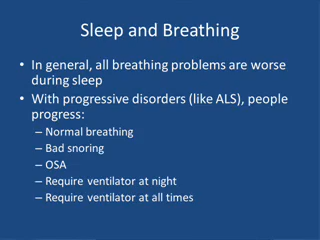 Sleep and Breathing
• In general, all breathing problems are worse
during sleep
• With progressive disorders (like ALS), people
progress:
– Normal breathing
– Bad snoring
– OSA
– Require ventilator at night
– Require ventilator at all times